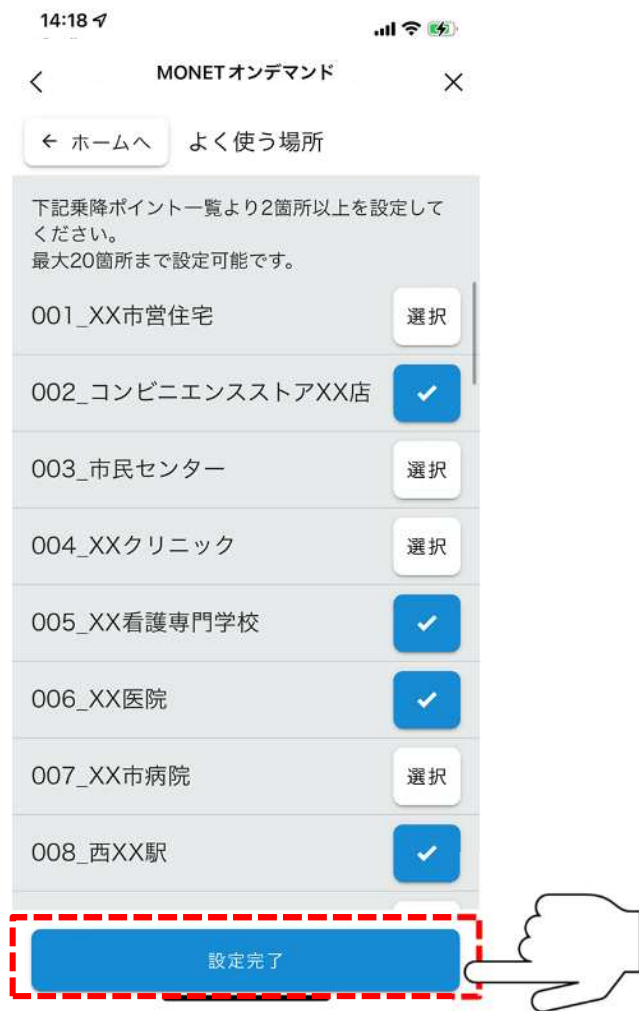 14:18
MONETオンデマンド
← ホームへ よく使う場所
下記乗降ポイント一覧より2箇所以上を設定して
ください。
最大20箇所まで設定可能です。
001_XX市営住宅 選択
002_コンビニエンスストアXX店
003_市民センター 選択
004_XXクリニック 選択
005_XX看護専門学校
006_XX医院
007_XX市病院 選択
008_西XX駅
設定完了